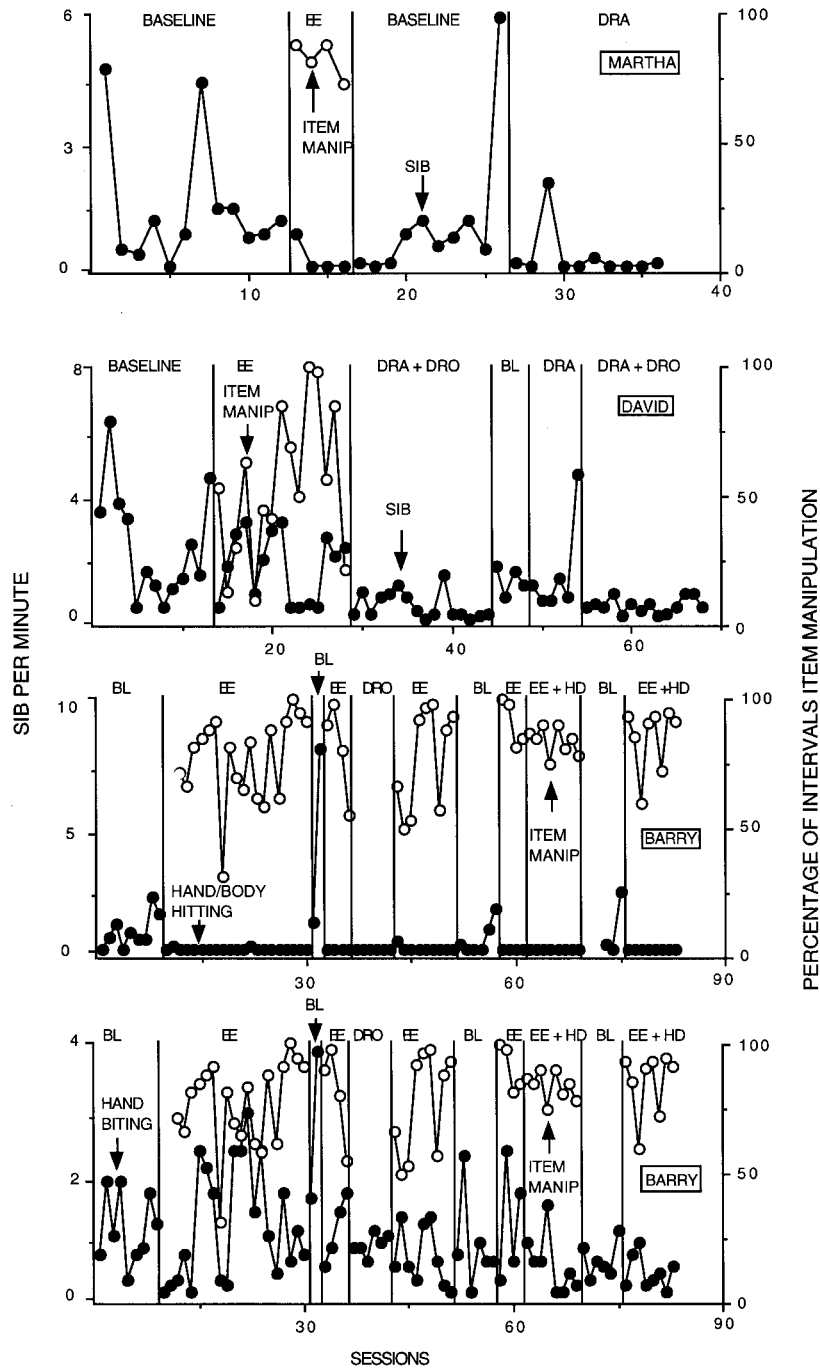 BASELINE EE BASELINE DRA
6 100
MARTHA
ITEM
MANIP
3 50
SIB
0 0
10 20 30 40
BASELINE EE DRA + DRO BL DRA DRA + DRO
8 100
ITEM
MANIP
DAVID
4 50
SIB
0 0
20 40 60
BL
BL EE EE DRO EE BL EE EE + HD BL EE +HD
10 100
5 50
ITEM
MANIP
BARRY
HAND/BODY
HITTING
0 0
30 60 90
BL
BL EE EE DRO EE BL EE EE + HD BL EE + HD
4 100
HAND
BITING
2 50
ITEM
MANIP
BARRY
0 0
30 60 90
SESSIONS
SIB PER MINUTE
PERCENTAGE OF INTERVALS ITEM MANIPULATION